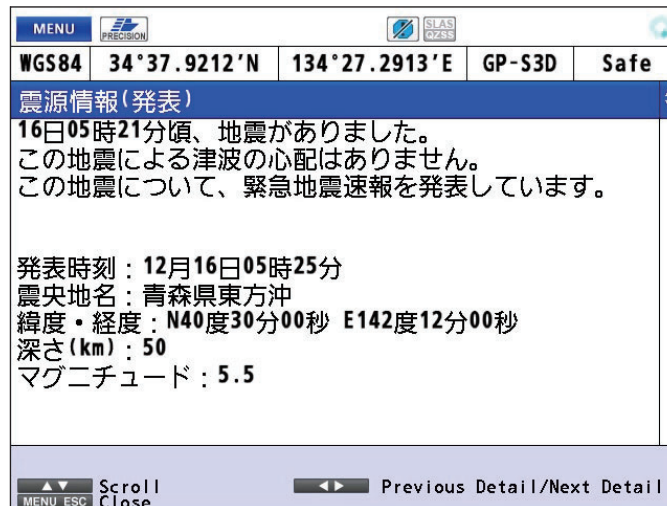 MENU PRECISION SLAS
QZSS
WGS84 34°37.9212'N 134°27.2913'E GP-S3D Safe
震源情報(発表)
16日05時21分頃、地震がありました。
この地震による津波の心配はありません。
この地震について、緊急地震速報を発表しています。
発表時刻:12月16日05時25分
震央地名:青森県東方沖
緯度・経度:N40度30分00秒 E142度12分00秒
深さ(km):50
マグニチュード:5.5
▲▼ Scroll ◀▶ Previous Detail/Next Detail
MENU ESC Close